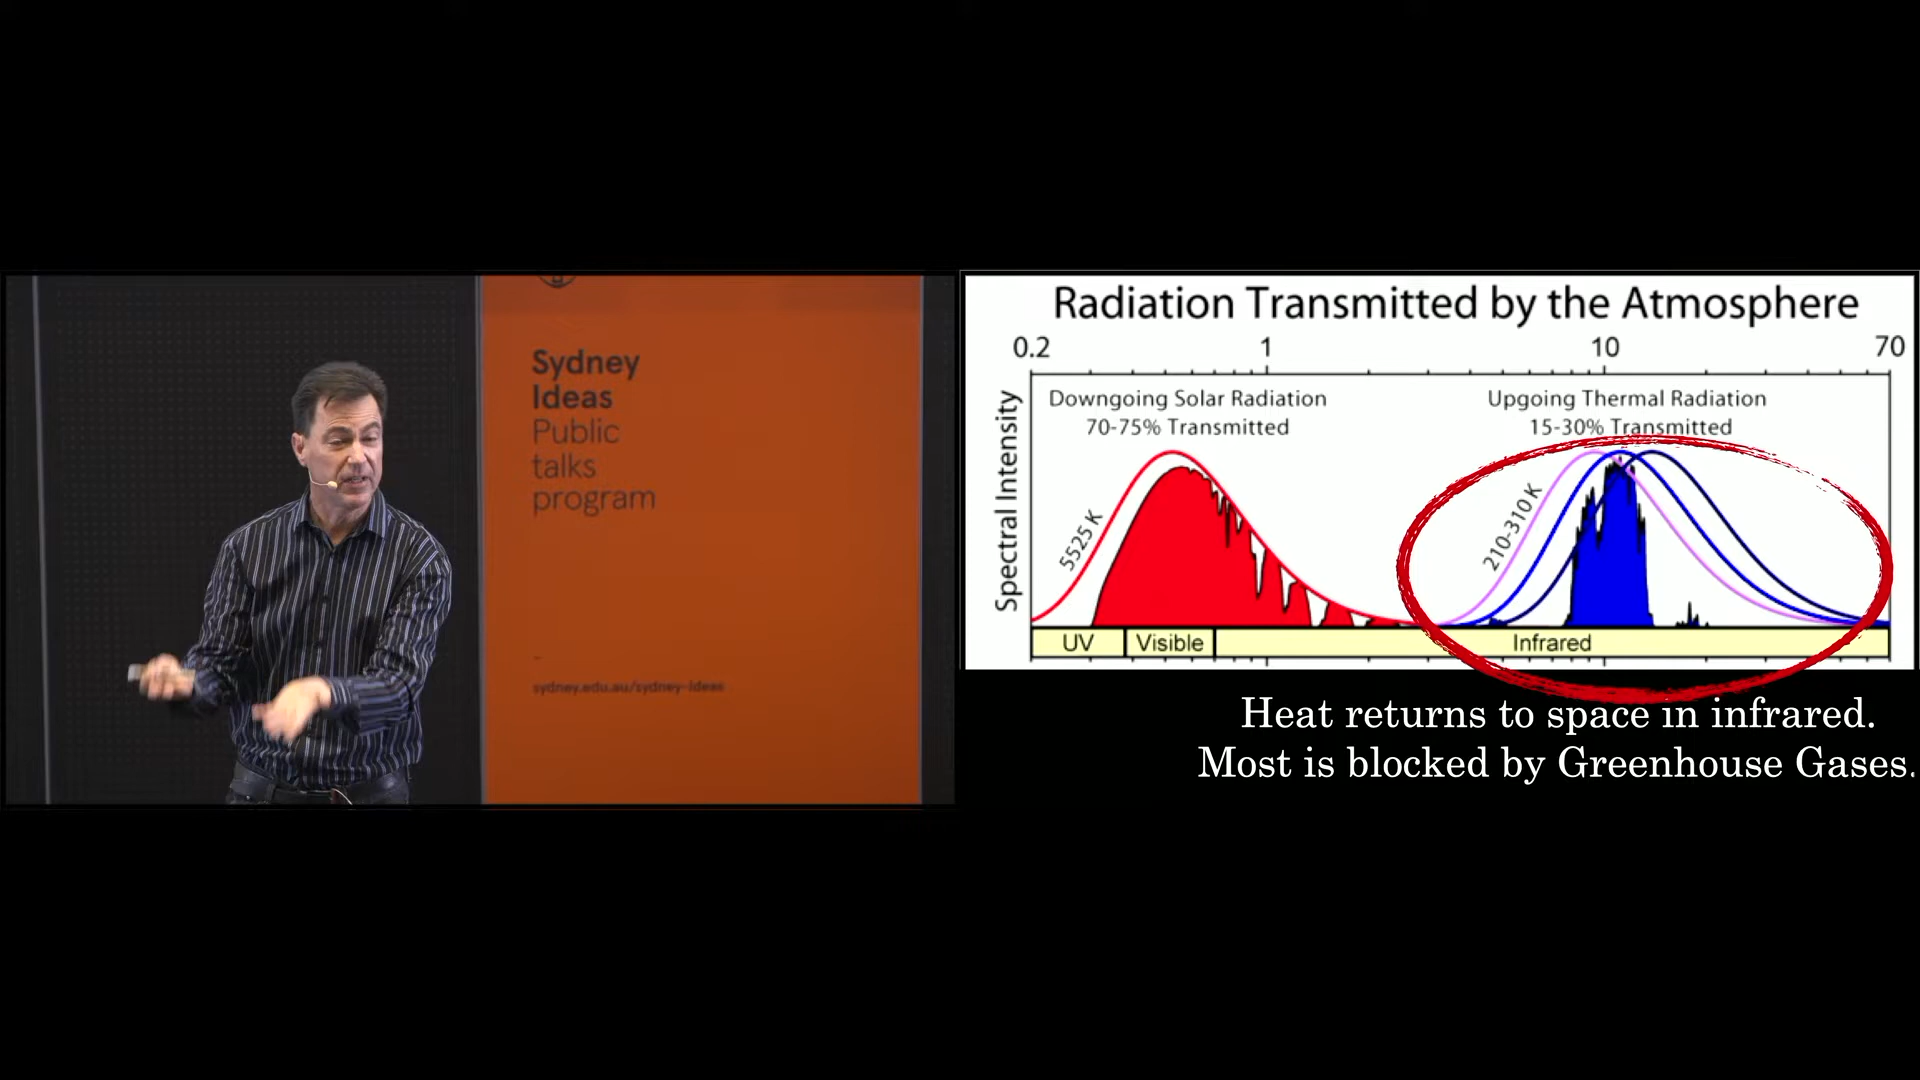 Sydney
Ideas
Public
talks
program
sydney.edu.au/sydney-ideas
Radiation Transmitted by the Atmosphere
0.2 1 10 70
Spectral Intensity
Downgoing Solar Radiation
70-75% Transmitted
Upgoing Thermal Radiation
15-30% Transmitted
5525 K
210-310 K
UV Visible Infrared
Heat returns to space in infrared.
Most is blocked by Greenhouse Gases.